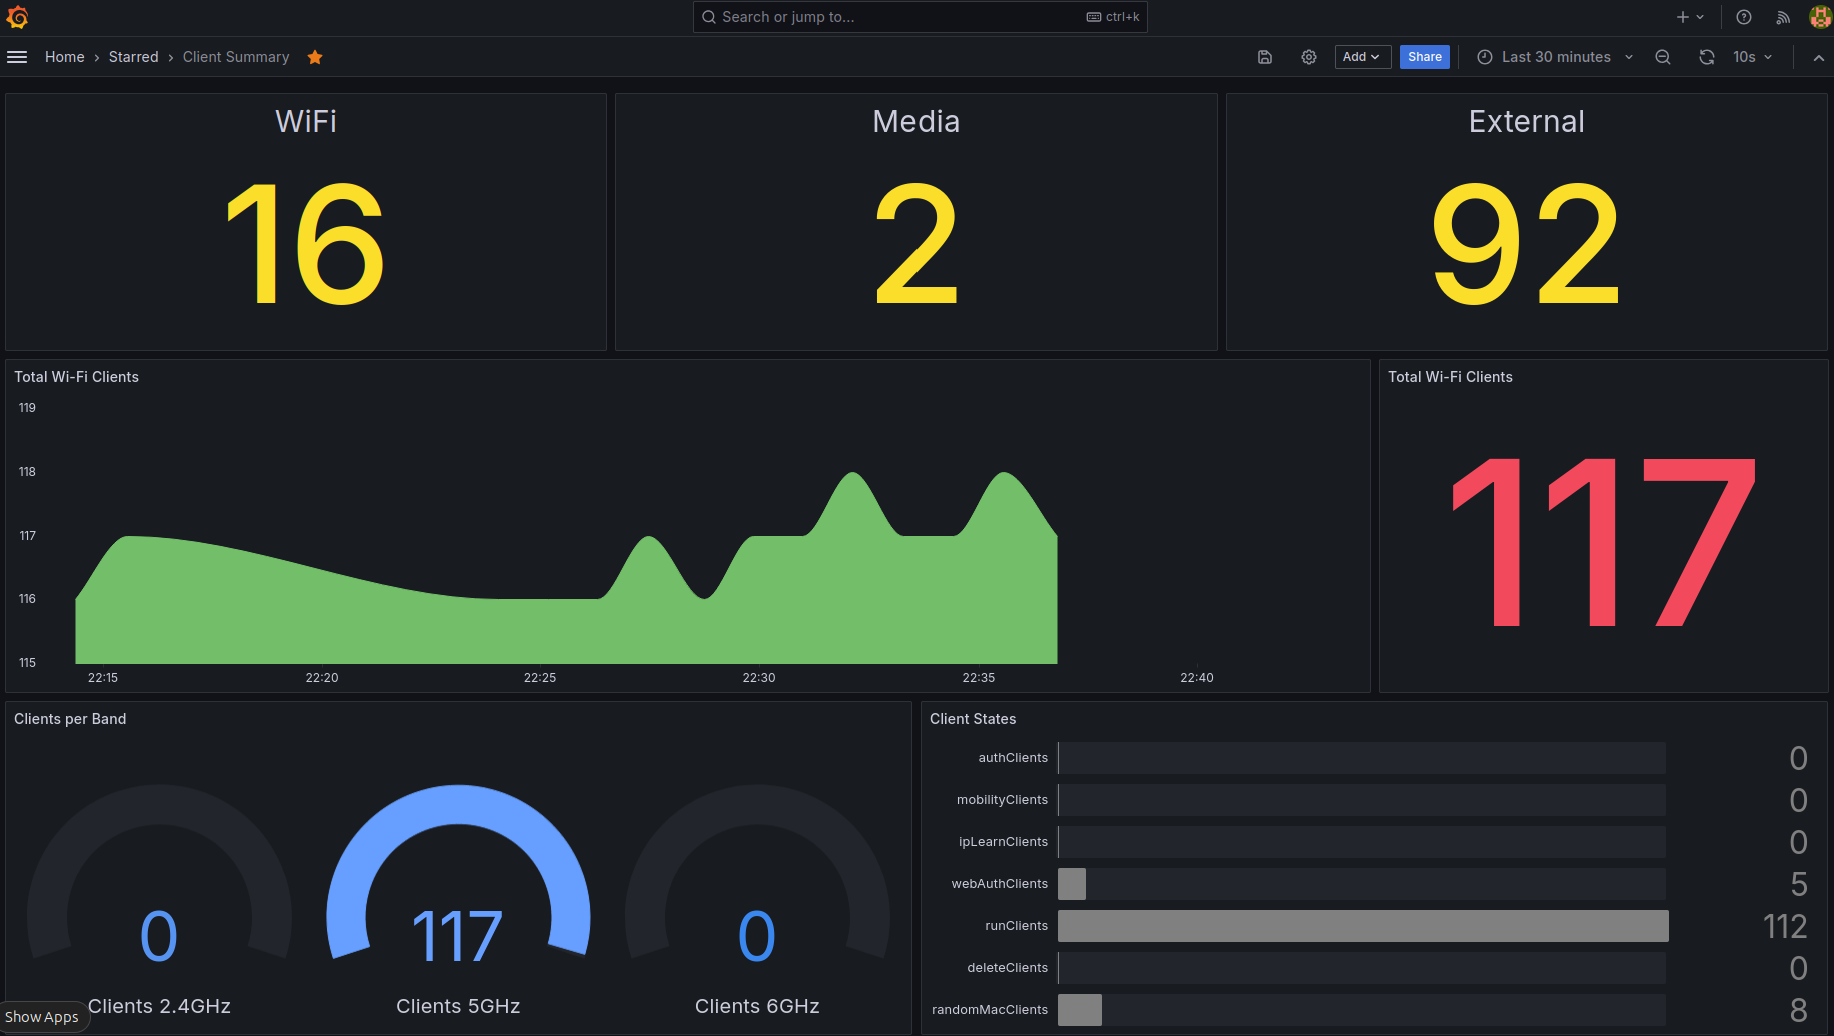 Search or jump to...
ctrl+k
Home › Starred › Client Summary
Add
Share
Last 30 minutes
10s
WiFi
16
Media
2
External
92
Total Wi-Fi Clients
119
118
117
116
115
22:15
22:20
22:25
22:30
22:35
22:40
Total Wi-Fi Clients
117
Clients per Band
0
Clients 2.4GHz
117
Clients 5GHz
0
Clients 6GHz
Show Apps
Client States
authClients 0
mobilityClients 0
ipLearnClients 0
webAuthClients 5
runClients 112
deleteClients 0
randomMacClients 8